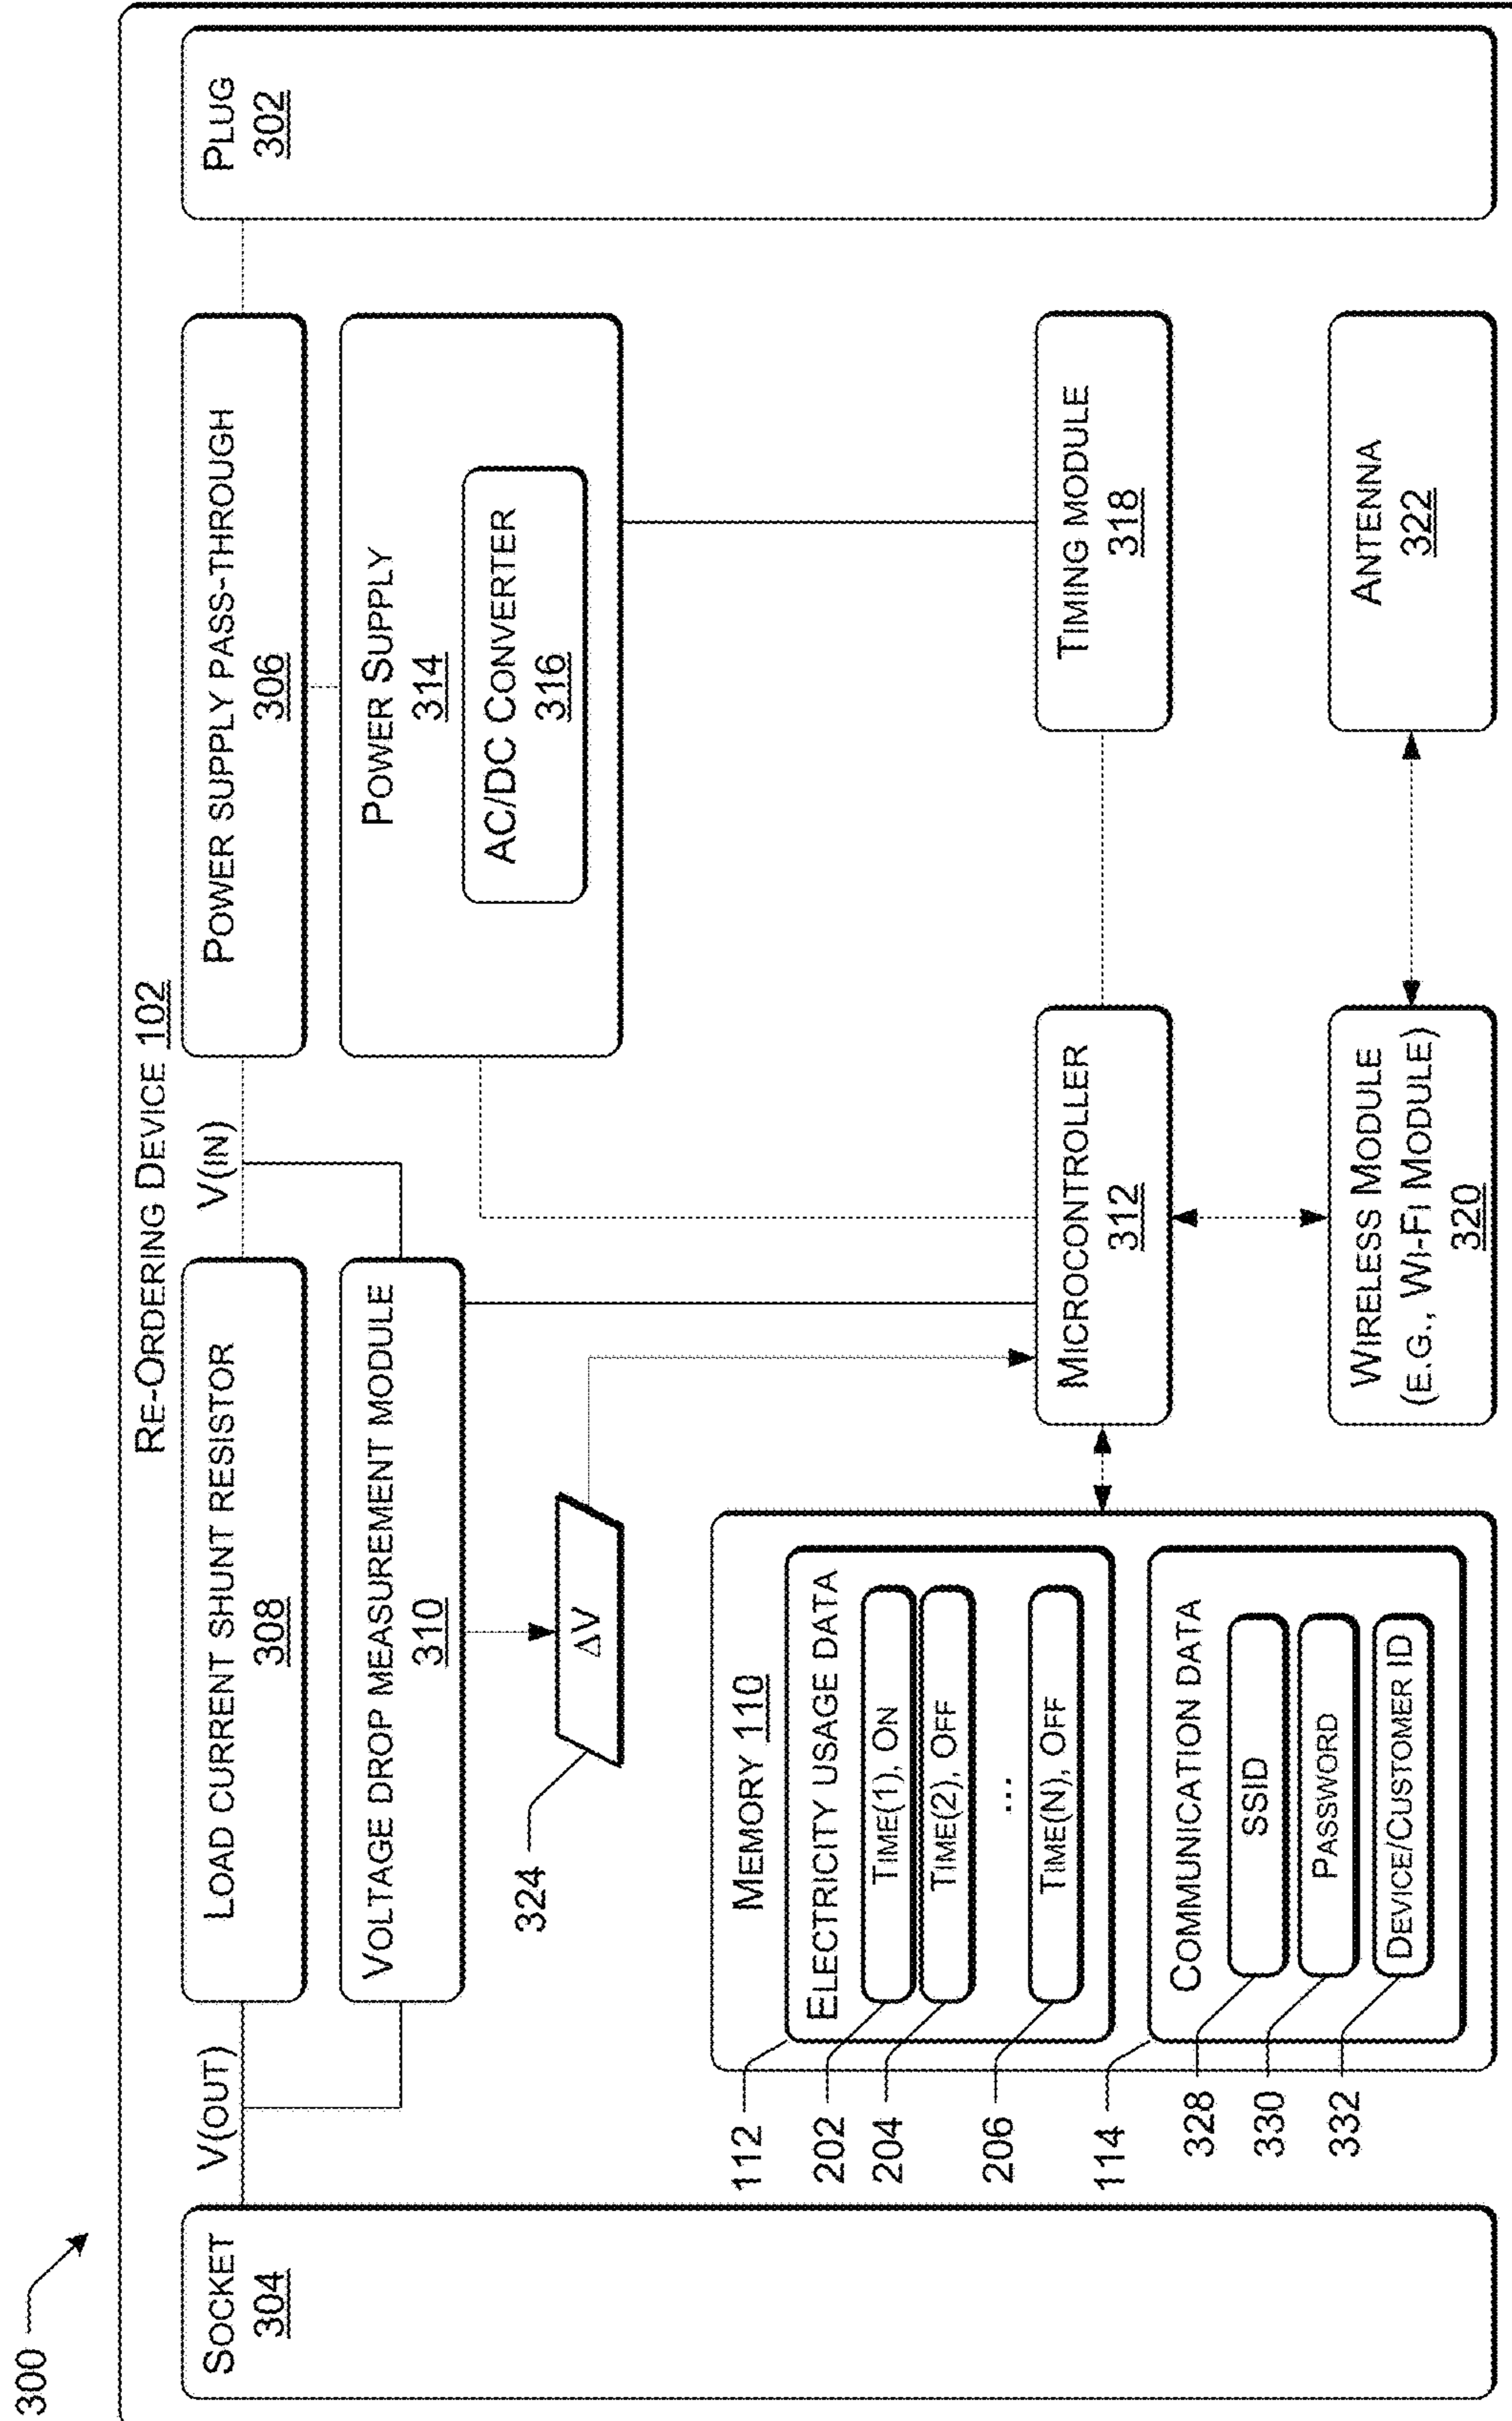 300
RE-ORDERING DEVICE 102
SOCKET
304
V(OUT)
LOAD CURRENT SHUNT RESISTOR
308
V(IN)
POWER SUPPLY PASS-THROUGH
306
PLUG
302
VOLTAGE DROP MEASUREMENT MODULE
310
POWER SUPPLY
314
AC/DC CONVERTER
316
324
ΔV
MEMORY 110
112
ELECTRICITY USAGE DATA
202
TIME(1), ON
204
TIME(2), OFF
...
206
TIME(N), OFF
114
COMMUNICATION DATA
328
SSID
330
PASSWORD
332
DEVICE/CUSTOMER ID
MICROCONTROLLER
312
TIMING MODULE
318
WIRELESS MODULE
(E.G., WI-FI MODULE)
320
ANTENNA
322